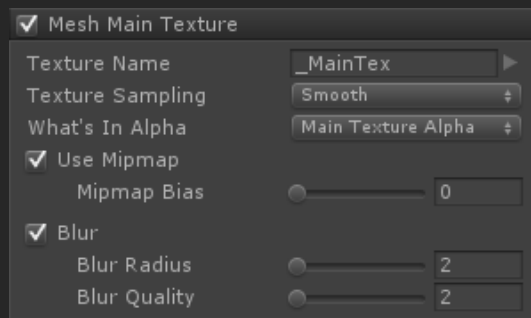 Mesh Main Texture
Texture Name _MainTex
Texture Sampling Smooth
What's In Alpha Main Texture Alpha
Use Mipmap
Mipmap Bias 0
Blur
Blur Radius 2
Blur Quality 2